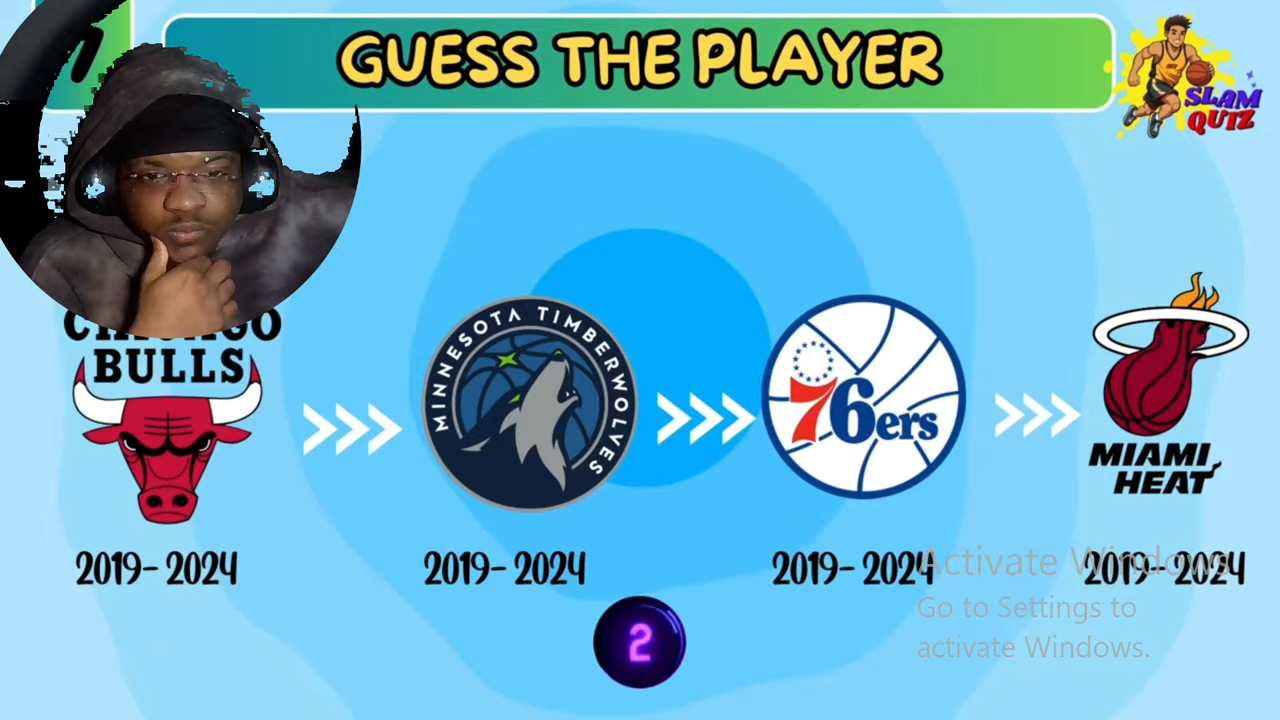 GUESS THE PLAYER
SLAM
QUIZ
BULLS
MINNESOTA TIMBERWOLVES
76ers
MIAMI
HEAT
2019- 2024
2019- 2024
2019- 2024
2019- 2024
Activate Windows
Go to Settings to
activate Windows.
2